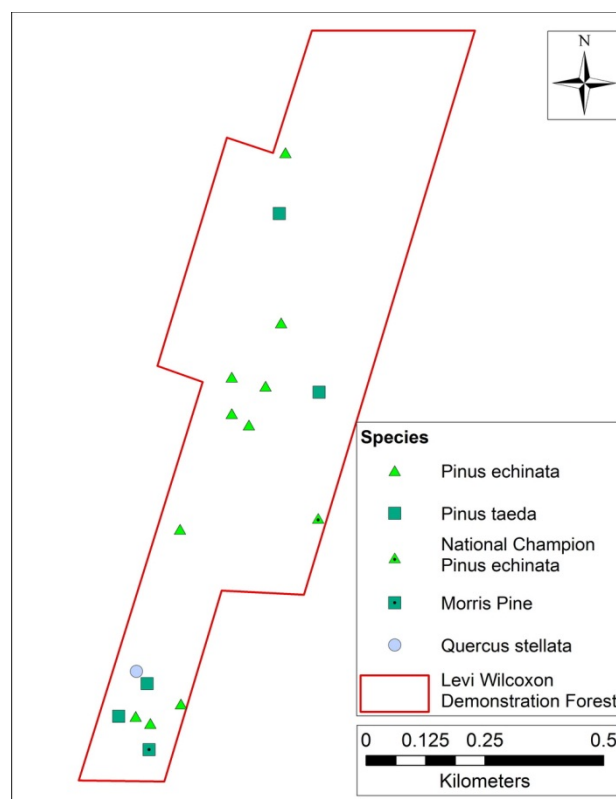 N
Species
Pinus echinata
Pinus taeda
National Champion
Pinus echinata
Morris Pine
Quercus stellata
Levi Wilcoxon
Demonstration Forest
0 0.125 0.25 0.5
Kilometers